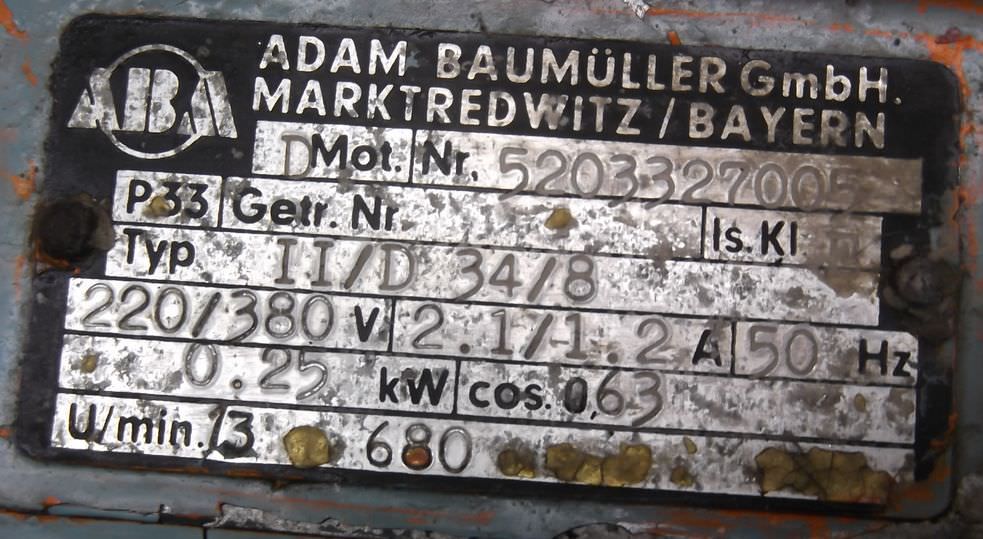 ABA
ADAM BAUMÜLLER GmbH.
MARKTREDWITZ / BAYERN
D Mot. Nr. 5203327005
P33 Getr. Nr. Is. Kl
Typ II/D 34/8
220/380 V 2.1/1.2 A 50 Hz
0.25 kW cos. 0,63
U/min./3 680